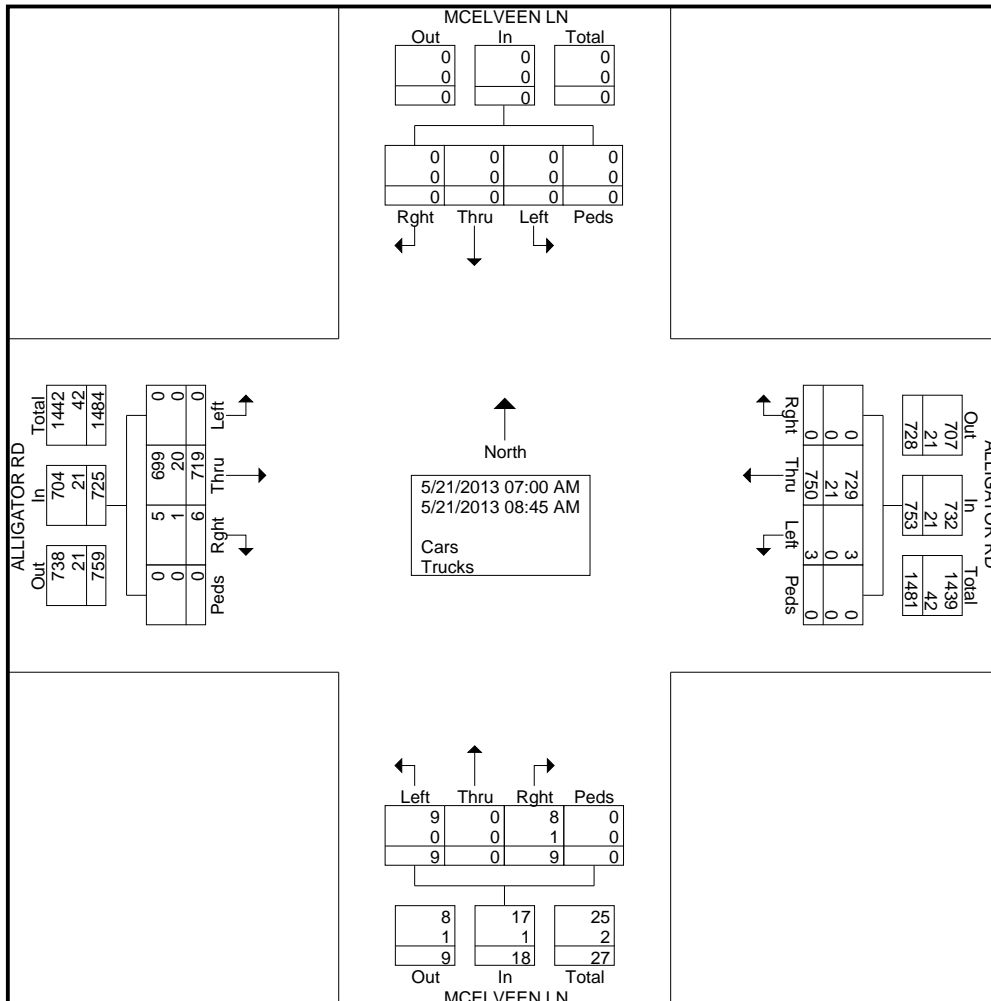 MCELVEEN LN
Out In Total
0 0 0
0 0 0
0 0 0
0 0 0 0
0 0 0 0
0 0 0 0
Rght Thru Left Peds
ALLIGATOR RD
Total In Out
1442 704 738
42 21 21
1484 725 759
0 699 5 0
0 20 1 0
0 719 6 0
Left Thru Rght Peds
North
5/21/2013 07:00 AM
5/21/2013 08:45 AM
Cars
Trucks
Rght Thru Left Peds
0 729 3 0
0 21 0 0
0 750 3 0
Out In Total
707 732 1439
21 21 42
728 753 1481
ALLIGATOR RD
Left Thru Rght Peds
9 0 8 0
0 0 1 0
9 0 9 0
8 17 25
1 1 2
9 18 27
Out In Total
MCELVEEN LN